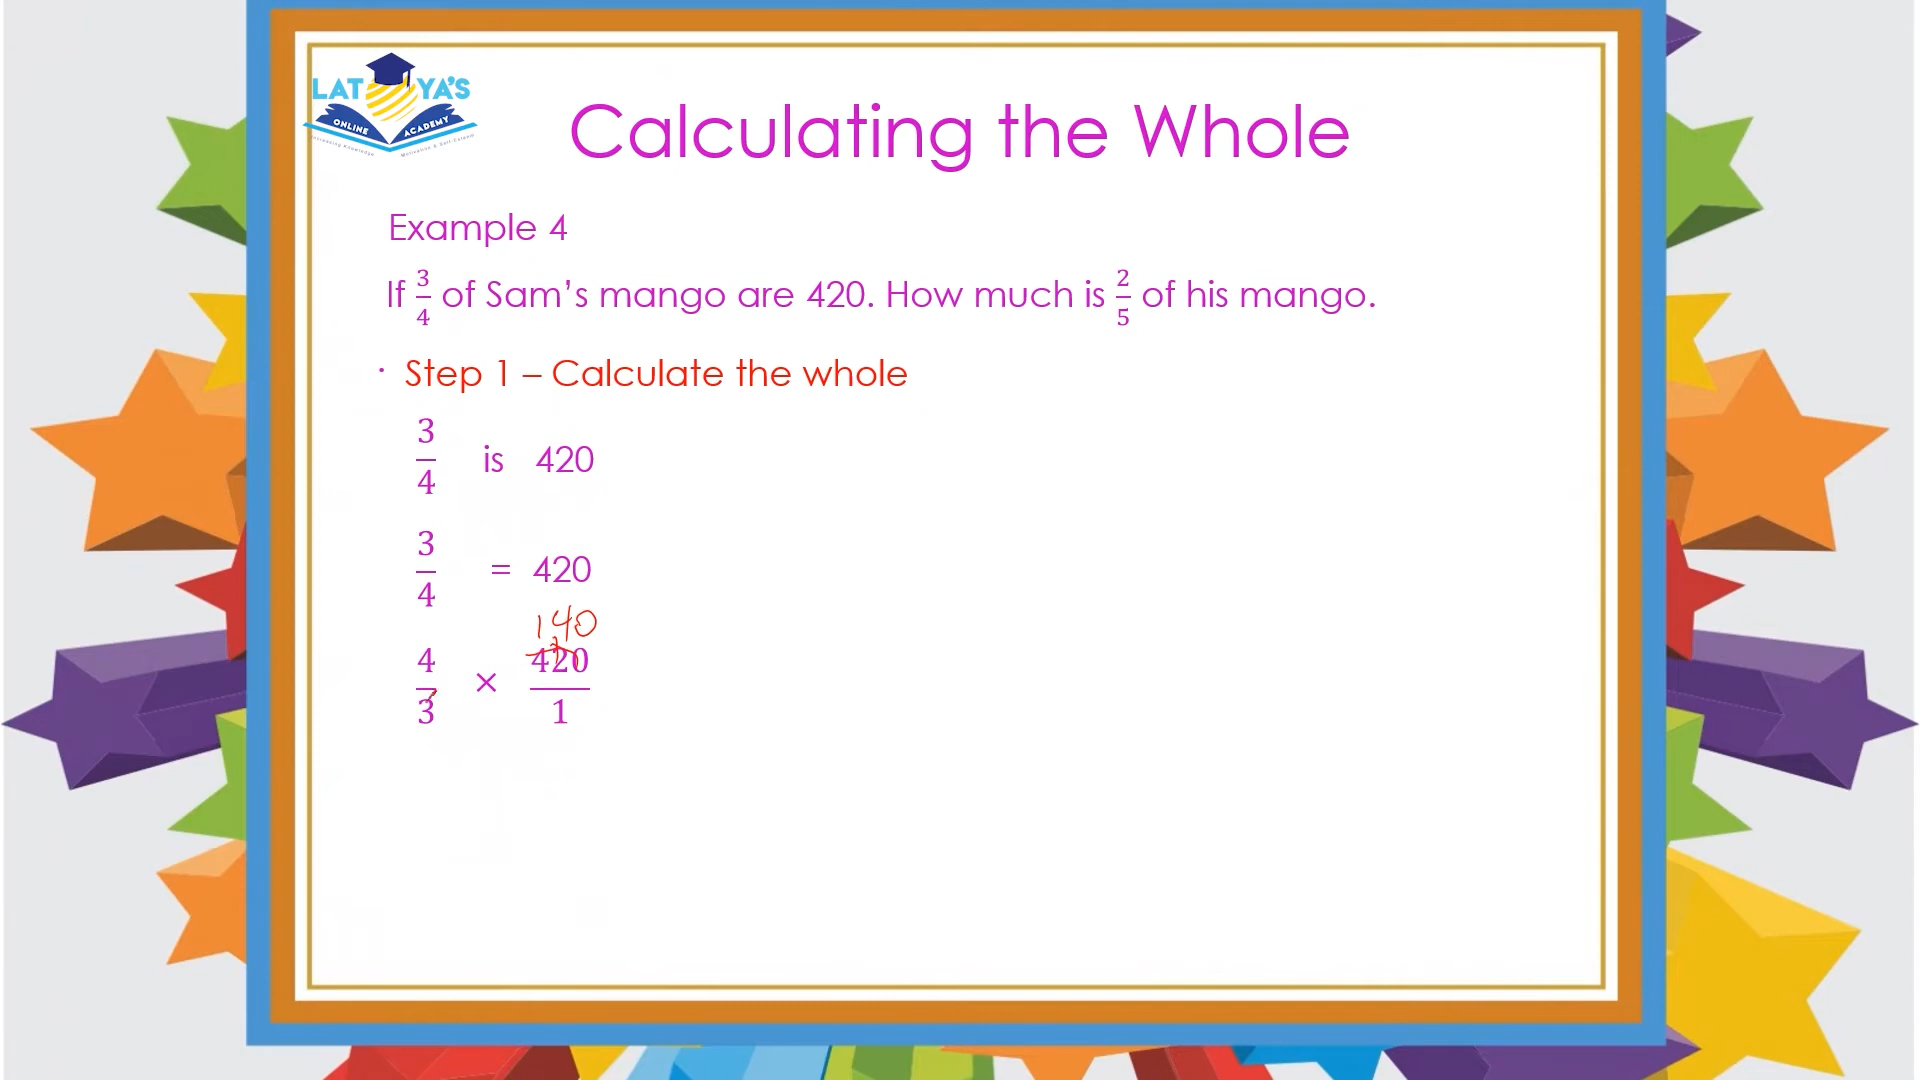 LATOYA'S
ONLINE ACADEMY
Calculating the Whole
Example 4
If 3/4 of Sam’s mango are 420. How much is 2/5 of his mango.
· Step 1 – Calculate the whole
3/4 is 420
3/4 = 420
140
4/3 × 420/1